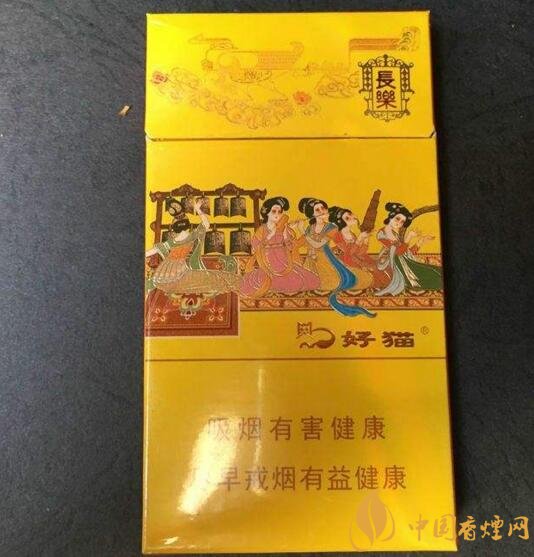 長樂
好猫®
吸烟有害健康
尽早戒烟有益健康
中国香烟网